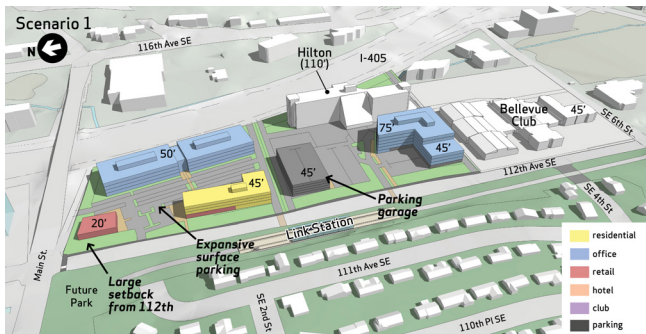 Scenario 1
N
116th Ave SE
Hilton
(110')
I-405
Bellevue
Club
45'
SE 6th St.
50'
75'
45'
45'
45'
20'
112th Ave SE
SE 4th St.
Parking
garage
Link Station
Expansive
surface
parking
Large
setback
from 112th
Main St.
Future
Park
111th Ave SE
SE 2nd St.
110th Pl SE
residential
office
retail
hotel
club
parking